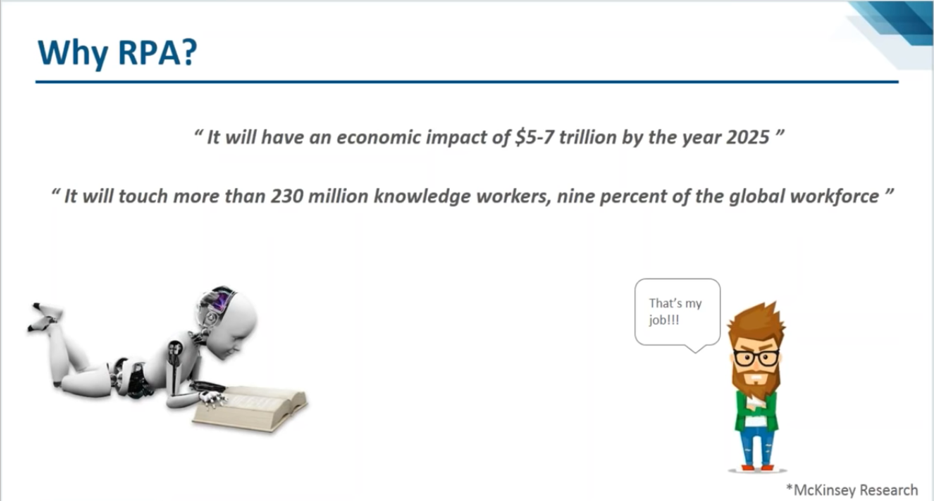 Why RPA?
“ It will have an economic impact of $5-7 trillion by the year 2025 ”
“ It will touch more than 230 million knowledge workers, nine percent of the global workforce ”
That’s my
job!!!
*McKinsey Research